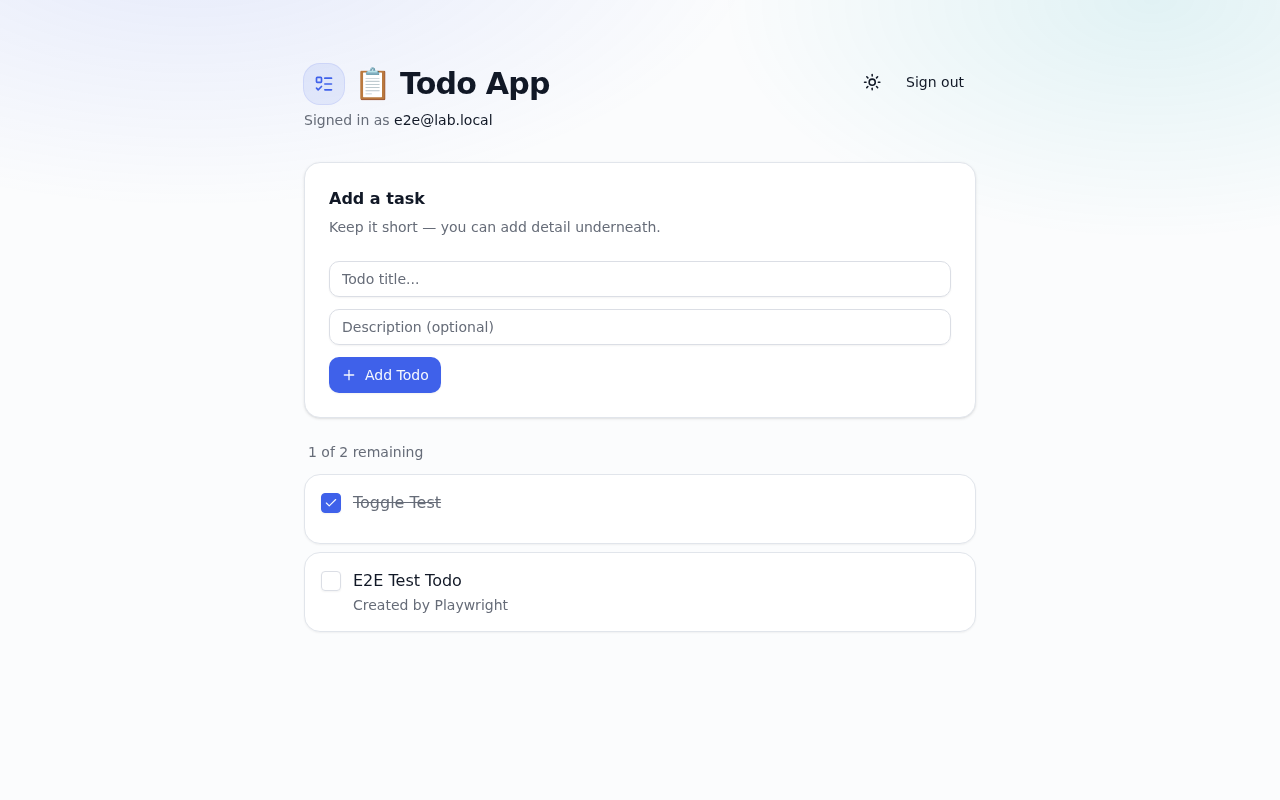 📋 Todo App
Sign out
Signed in as e2e@lab.local
Add a task
Keep it short — you can add detail underneath.
Todo title...
Description (optional)
Add Todo
1 of 2 remaining
Toggle Test
E2E Test Todo
Created by Playwright